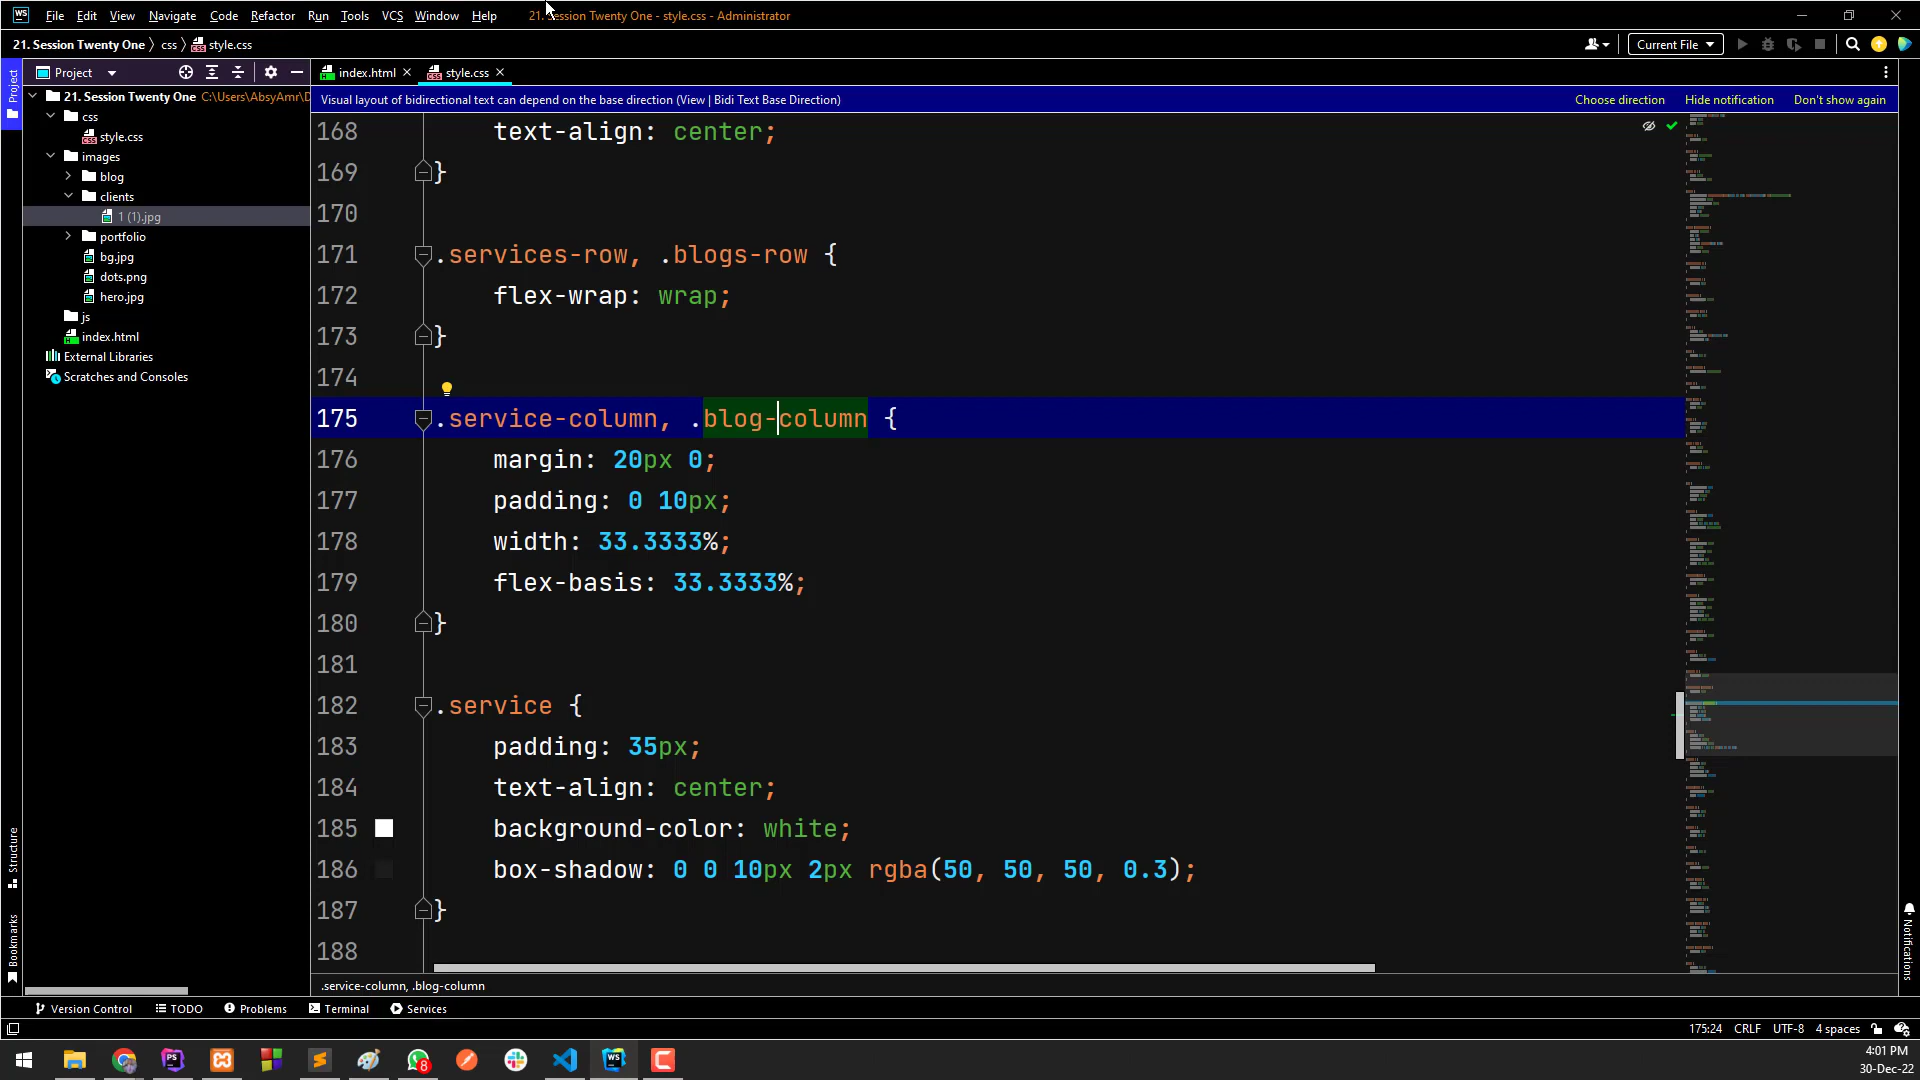 File Edit View Navigate Code Refactor Run Tools VCS Window Help 21. Session Twenty One - style.css - Administrator
21. Session Twenty One css style.css Current File
Project index.html style.css
Project
21. Session Twenty One C:\Users\AbsyAmr\D
Visual layout of bidirectional text can depend on the base direction (View | Bidi Text Base Direction) Choose direction Hide notification Don't show again
css
style.css
images
blog
clients
1 (1).jpg
portfolio
bg.jpg
dots.png
hero.jpg
js
index.html
External Libraries
Scratches and Consoles
168 text-align: center;
169 }
170
171 .services-row, .blogs-row {
172 flex-wrap: wrap;
173 }
174
175 .service-column, .blog-column {
176 margin: 20px 0;
177 padding: 0 10px;
178 width: 33.3333%;
179 flex-basis: 33.3333%;
180 }
181
182 .service {
183 padding: 35px;
184 text-align: center;
185 background-color: white;
186 box-shadow: 0 0 10px 2px rgba(50, 50, 50, 0.3);
187 }
188
Structure
Bookmarks
Notifications
.service-column, .blog-column
Version Control TODO Problems Terminal Services
175:24 CRLF UTF-8 4 spaces
WS
PS
8
WS
4:01 PM
30-Dec-22